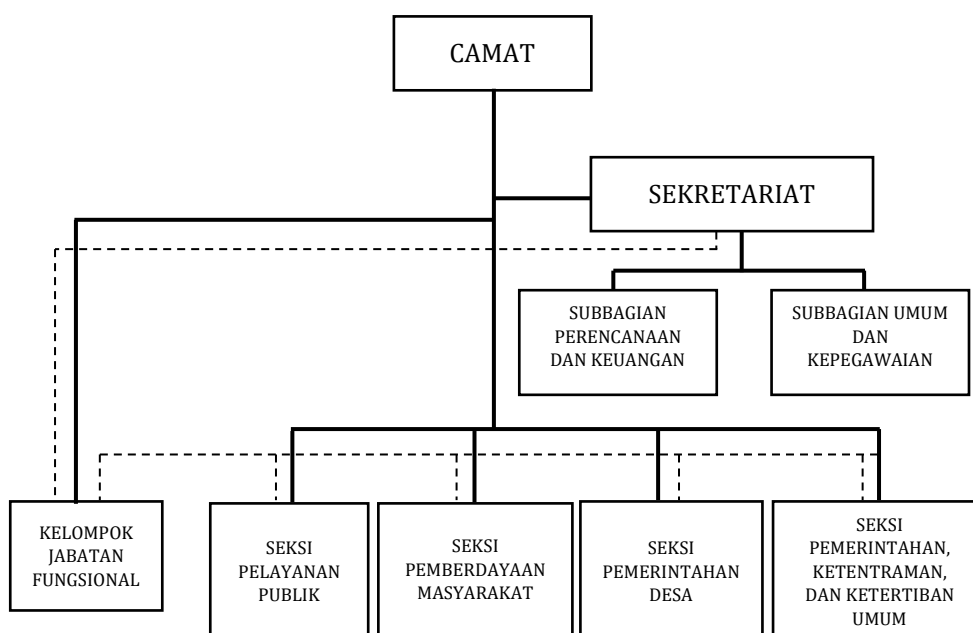 CAMAT
SEKRETARIAT
SUBBAGIAN
PERENCANAAN
DAN KEUANGAN
SUBBAGIAN UMUM
DAN
KEPEGAWAIAN
KELOMPOK
JABATAN
FUNGSIONAL
SEKSI
PELAYANAN
PUBLIK
SEKSI
PEMBERDAYAAN
MASYARAKAT
SEKSI
PEMERINTAHAN
DESA
SEKSI
PEMERINTAHAN,
KETENTRAMAN,
DAN KETERTIBAN
UMUM